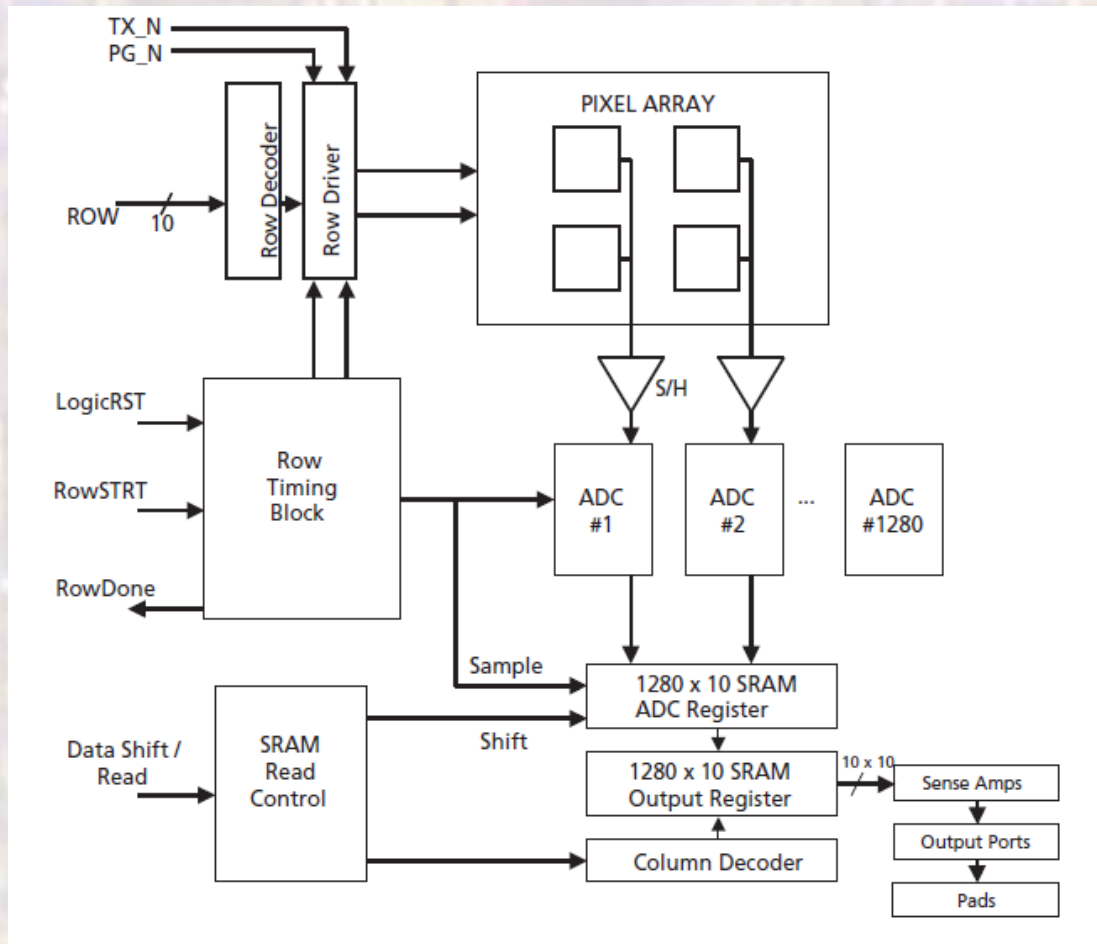 TX_N
PG_N
PIXEL ARRAY
Row Decoder
Row Driver
ROW
10
S/H
LogicRST
Row
Timing
Block
RowSTRT
ADC
#1
ADC
#2
...
ADC
#1280
RowDone
Sample
1280 x 10 SRAM
ADC Register
Shift
Data Shift /
Read
SRAM
Read
Control
1280 x 10 SRAM
Output Register
10 x 10
Sense Amps
Output Ports
Column Decoder
Pads